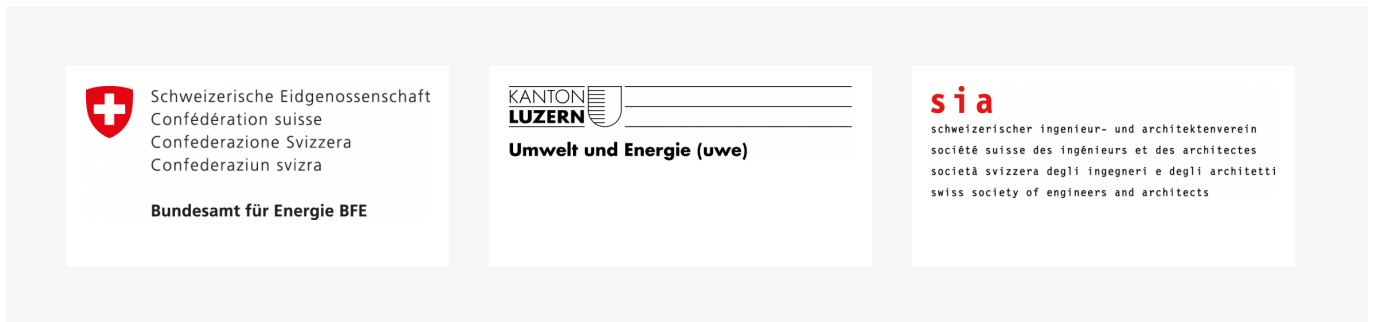 Schweizerische Eidgenossenschaft
Confédération suisse
Confederazione Svizzera
Confederaziun svizra
Bundesamt für Energie BFE
KANTON
LUZERN
Umwelt und Energie (uwe)
sia
schweizerischer ingenieur- und architektenverein
société suisse des ingénieurs et des architectes
società svizzera degli ingegneri e degli architetti
swiss society of engineers and architects